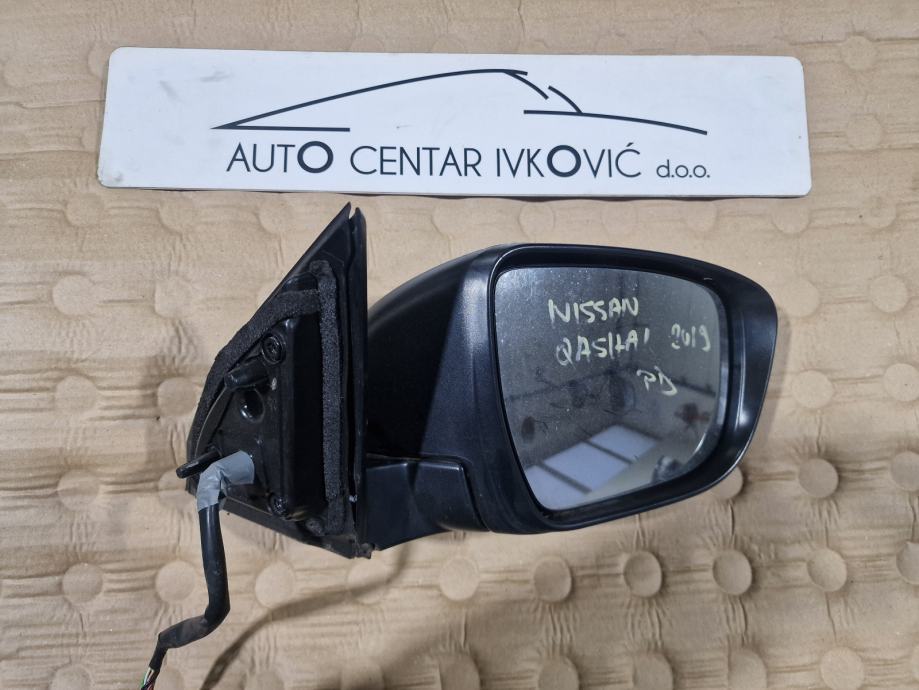 AUTO CENTAR IVKOVIĆ d.o.o.
NISSAN
QASHAI 2019
PD